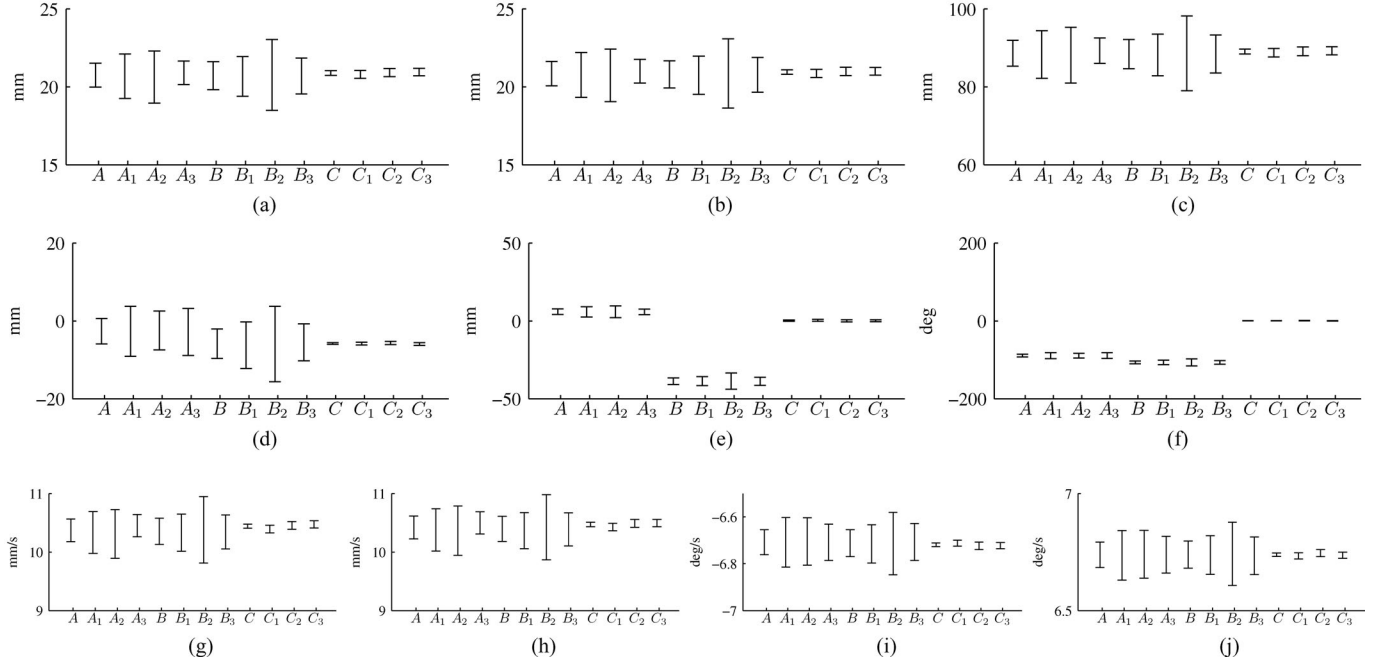 25
20
15
mm
A A₁ A₂ A₃ B B₁ B₂ B₃ C C₁ C₂ C₃
(a)
25
20
15
mm
A A₁ A₂ A₃ B B₁ B₂ B₃ C C₁ C₂ C₃
(b)
100
80
60
mm
A A₁ A₂ A₃ B B₁ B₂ B₃ C C₁ C₂ C₃
(c)
20
0
−20
mm
A A₁ A₂ A₃ B B₁ B₂ B₃ C C₁ C₂ C₃
(d)
50
0
−50
mm
A A₁ A₂ A₃ B B₁ B₂ B₃ C C₁ C₂ C₃
(e)
200
0
−200
deg
A A₁ A₂ A₃ B B₁ B₂ B₃ C C₁ C₂ C₃
(f)
11
10
9
mm/s
A A₁ A₂ A₃ B B₁ B₂ B₃ C C₁ C₂ C₃
(g)
11
10
9
mm/s
A A₁ A₂ A₃ B B₁ B₂ B₃ C C₁ C₂ C₃
(h)
−6.6
−6.8
−7
deg/s
A A₁ A₂ A₃ B B₁ B₂ B₃ C C₁ C₂ C₃
(i)
7
6.5
deg/s
A A₁ A₂ A₃ B B₁ B₂ B₃ C C₁ C₂ C₃
(j)